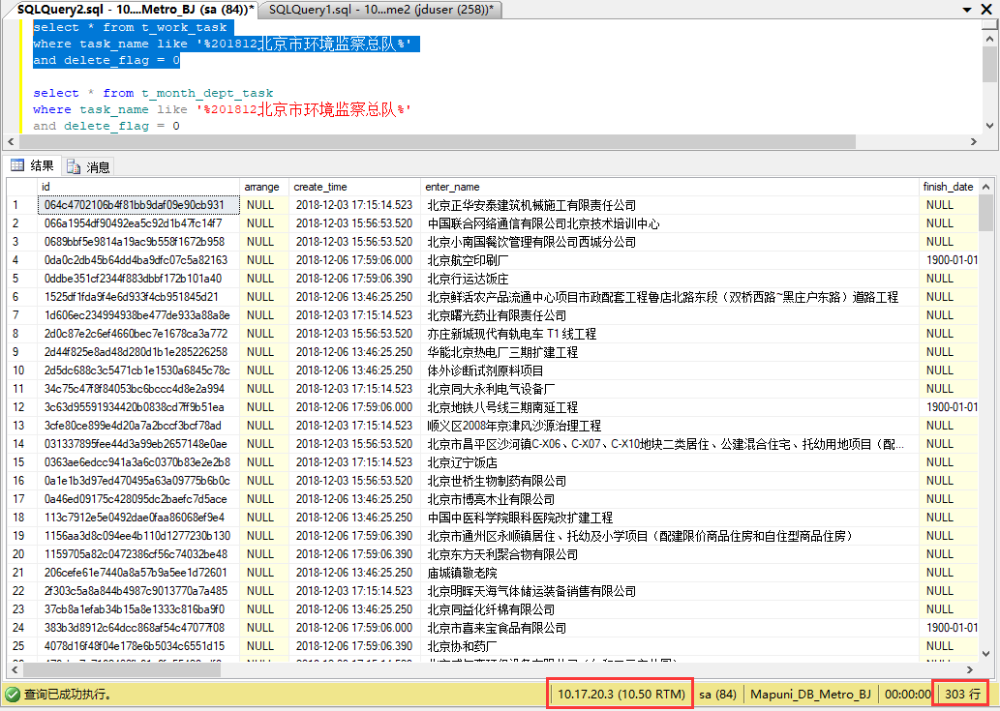 SQLQuery2.sql - 10....Metro_BJ (sa (84))* SQLQuery1.sql - 10...me2 (jduser (258))*
select * from t_work_task
where task_name like '%201812北京市环境监察总队%'
and delete_flag = 0
select * from t_month_dept_task
where task_name like '%201812北京市环境监察总队%'
and delete_flag = 0
结果 消息
id arrange create_time enter_name finish_date
1 064c4702106b4f81bb9daf09e90cb931 NULL 2018-12-03 17:15:14.523 北京正华安泰建筑机械施工有限责任公司 NULL
2 066a1954df90492ea5c92d1b47fc14f7 NULL 2018-12-03 15:56:53.520 中国联合网络通信有限公司北京技术培训中心 NULL
3 0689bbf5e9814a19ac9b558f1672b958 NULL 2018-12-03 15:56:53.520 北京小南国餐饮管理有限公司西城分公司 NULL
4 0da0c2db45b64dd4ba9dfc07c5a82163 NULL 2018-12-06 17:59:06.000 北京航空印刷厂 1900-01-01
5 0ddbe351cf2344f883dbbf172b101a40 NULL 2018-12-06 17:59:06.390 北京行运达饭庄 NULL
6 1525df1fda9f4e6d933f4cb951845d21 NULL 2018-12-06 13:46:25.250 北京鲜活农产品流通中心项目市政配套工程鲁店北路东段（双桥西路~黑庄户东路）道路工程 NULL
7 1d606ec234994938be477de933a88a8e NULL 2018-12-03 17:15:14.523 北京曙光药业有限责任公司 NULL
8 2d0c87e2c6ef4660bec7e1678ca3a772 NULL 2018-12-03 15:56:53.520 亦庄新城现代有轨电车 T1 线工程 NULL
9 2d44f825e8ad48d280d1b1e285226258 NULL 2018-12-06 13:46:25.250 华能北京热电厂三期扩建工程 NULL
10 2d5dc688c3c5471cb1e1530a6845c78c NULL 2018-12-06 13:46:25.250 体外诊断试剂原料项目 NULL
11 34c75c47f8f84053bc6bccc4d8e2a994 NULL 2018-12-03 17:15:14.523 北京同大永利电气设备厂 NULL
12 3c63d95591934420b0838cd7ff9b51ea NULL 2018-12-06 17:59:06.000 北京地铁八号线三期南延工程 1900-01-01
13 3cfe80ce899e4d20a7a2bccf3bcf78ad NULL 2018-12-03 17:15:14.523 顺义区2008年京津风沙源治理工程 NULL
14 031337895fee44d3a99eb2657148e0ae NULL 2018-12-03 15:56:53.520 北京市昌平区沙河镇C-X06、C-X07、C-X10地块二类居住、公建混合住宅、托幼用地项目（配... NULL
15 0363ae6edcc941a3a6c0370b83e2e2b8 NULL 2018-12-03 17:15:14.523 北京辽宁饭店 NULL
16 0a1e1b3d97ed470495a63a09775b6b0c NULL 2018-12-03 15:56:53.520 北京世桥生物制药有限公司 NULL
17 0a46ed09175c428095dc2baefc7d5ace NULL 2018-12-06 13:46:25.250 北京市博亮木业有限公司 NULL
18 113c7912e5e0492dae0faa86068ef9e4 NULL 2018-12-06 13:46:25.250 中国中医科学院眼科医院改扩建工程 NULL
19 1156aa3d8c094ee4b110d1277230b130 NULL 2018-12-06 17:59:06.390 北京市通州区永顺镇居住、托幼及小学项目（配建限价商品住房和自住型商品住房） NULL
20 1159705a82c0472386cf56c74032be48 NULL 2018-12-06 17:59:06.390 北京东方天利聚合物有限公司 NULL
21 206cefe61e7440a8a57b9a5ee1d72601 NULL 2018-12-06 13:46:25.250 庙城镇敬老院 NULL
22 2f303c5a8a844b4987c9013770a7a485 NULL 2018-12-03 17:15:14.523 北京明晖天海气体储运装备销售有限公司 NULL
23 37cb8a1efab34b15a8e1333c816ba9f0 NULL 2018-12-06 13:46:25.250 北京同益化纤棉有限公司 NULL
24 383b3d8912c64dcc868af54c47077f08 NULL 2018-12-06 17:59:06.000 北京市喜来宝食品有限公司 1900-01-01
25 4078d16f48f04e178e6b5034c6551d15 NULL 2018-12-06 17:59:06.390 北京协和药厂 NULL
查询已成功执行。 10.17.20.3 (10.50 RTM) sa (84) Mapuni_DB_Metro_BJ 00:00:00 303 行